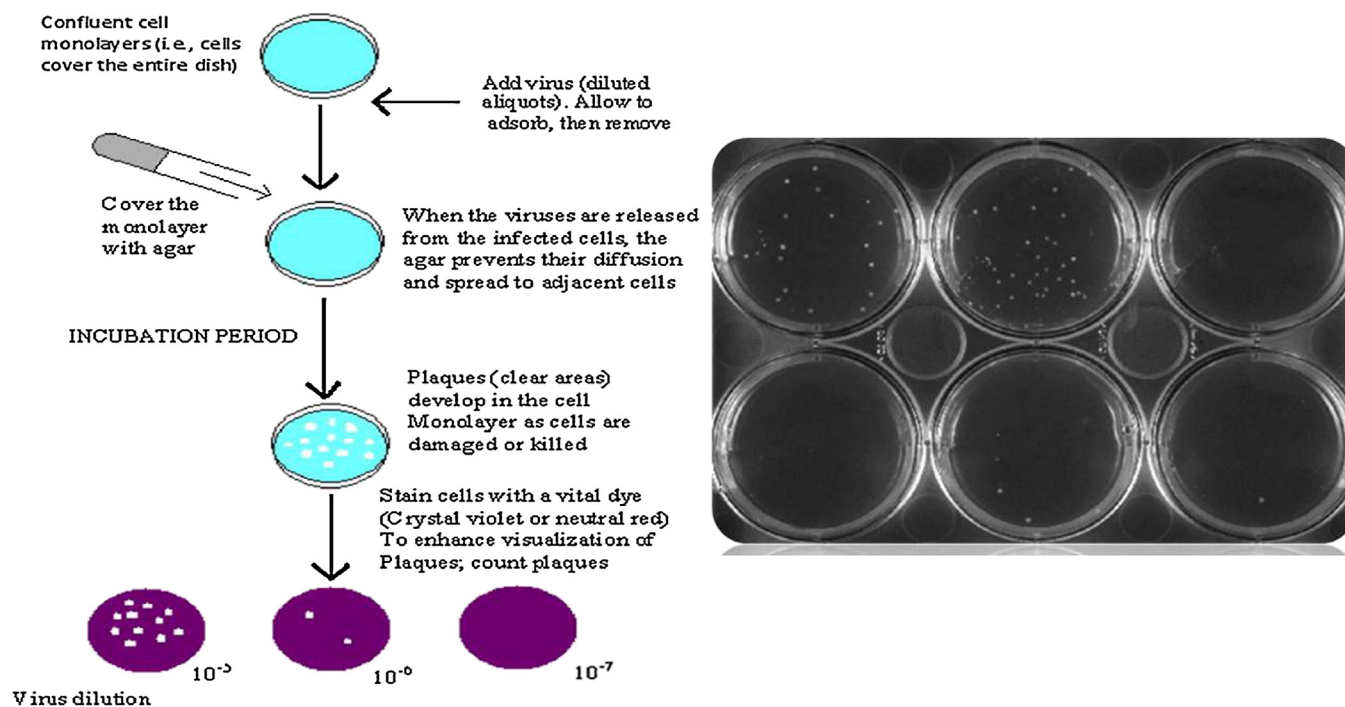 Confluent cell
monolayers (i.e., cells
cover the entire dish)
Add virus (diluted
aliquots). Allow to
adsorb, then remove
Cover the
monolayer
with agar
When the viruses are released
from the infected cells, the
agar prevents their diffusion
and spread to adjacent cells
INCUBATION PERIOD
Plaques (clear areas)
develop in the cell
Monolayer as cells are
damaged or killed
Stain cells with a vital dye
(Crystal violet or neutral red)
To enhance visualization of
Plaques; count plaques
10⁻⁵
10⁻⁶
10⁻⁷
Virus dilution